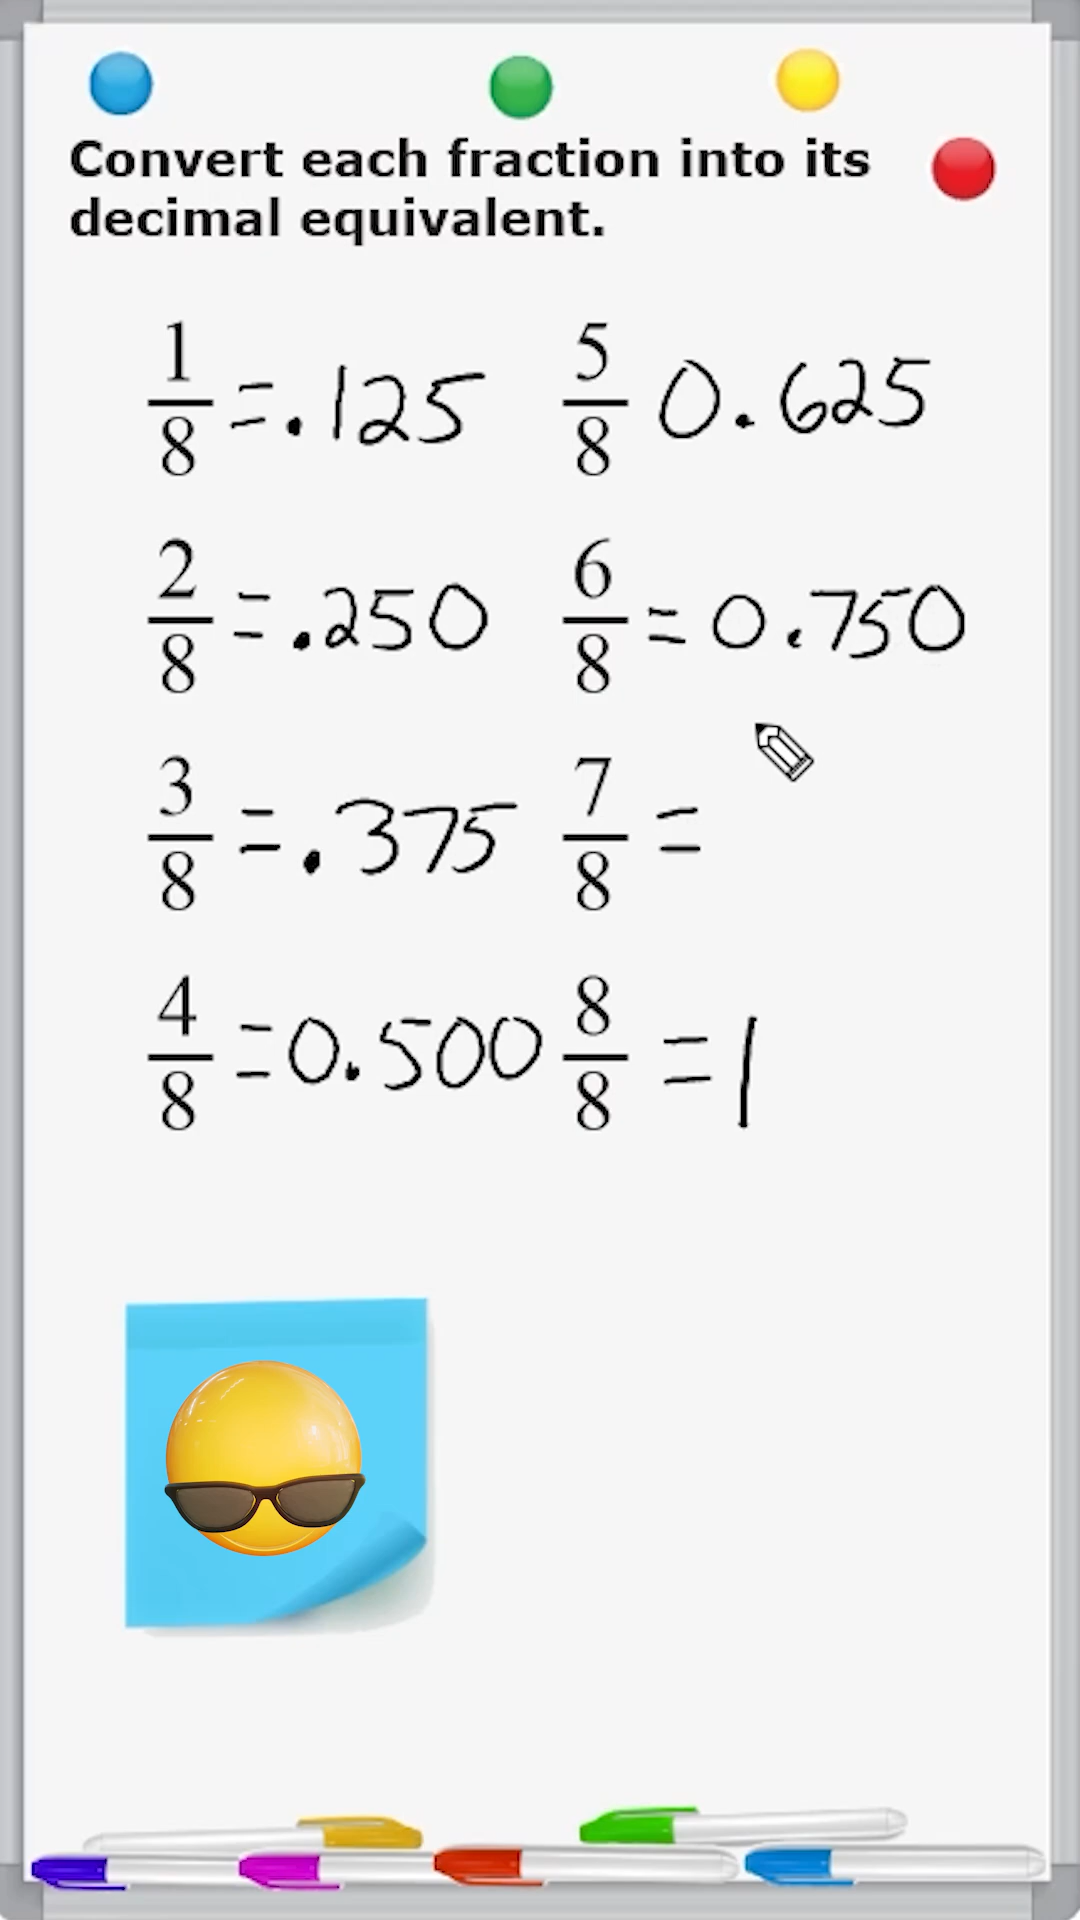 Convert each fraction into its
decimal equivalent.
1/8 = .125
5/8 0.625
2/8 = .250
6/8 = 0.750
3/8 = .375
7/8 =
4/8 = 0.500
8/8 = 1